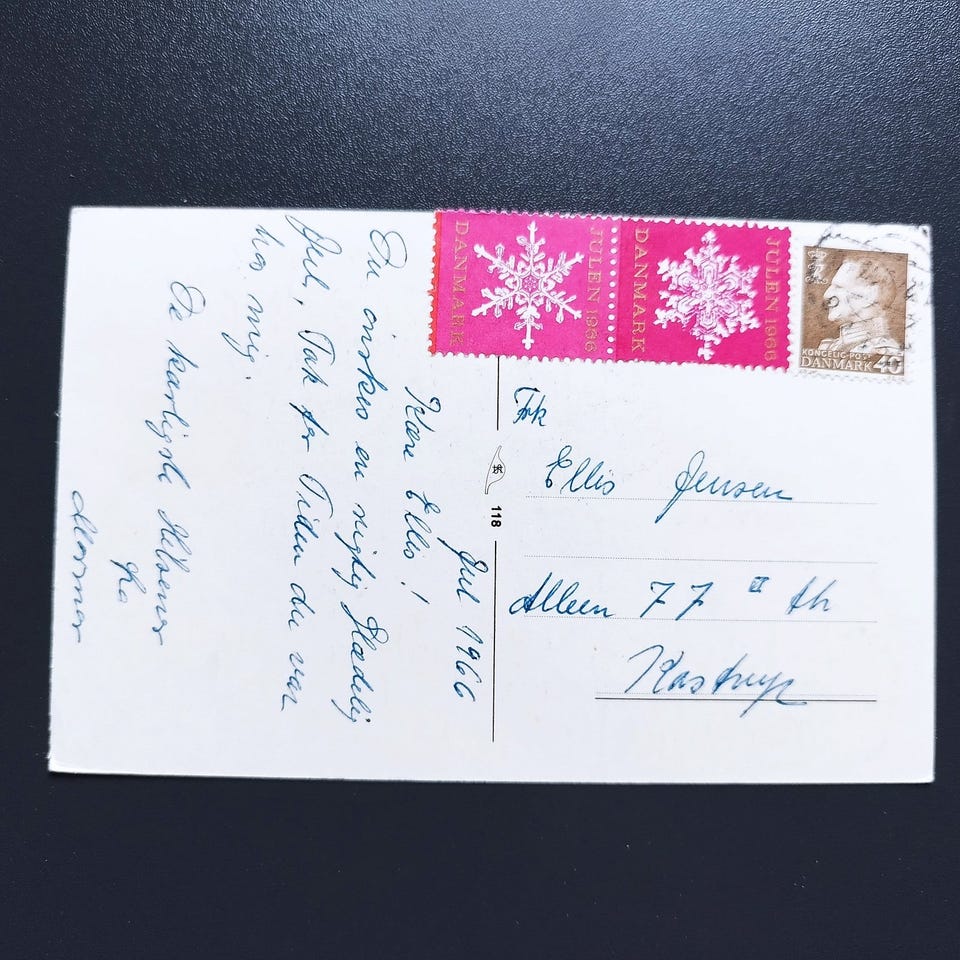 Jul 1966
Kære Ellis!
Du önskes en rigtig Glædelig
Jul, Tak for Tiden du var
hos mig.
De kærligste Hilsener
fra
Mormor
DANMARK
JULEN 1966
DANMARK
JULEN 1966
KONGELIG POST
DANMARK 40
118
Frk
Ellis Jensen
Alleen 77 II th
Kastrup